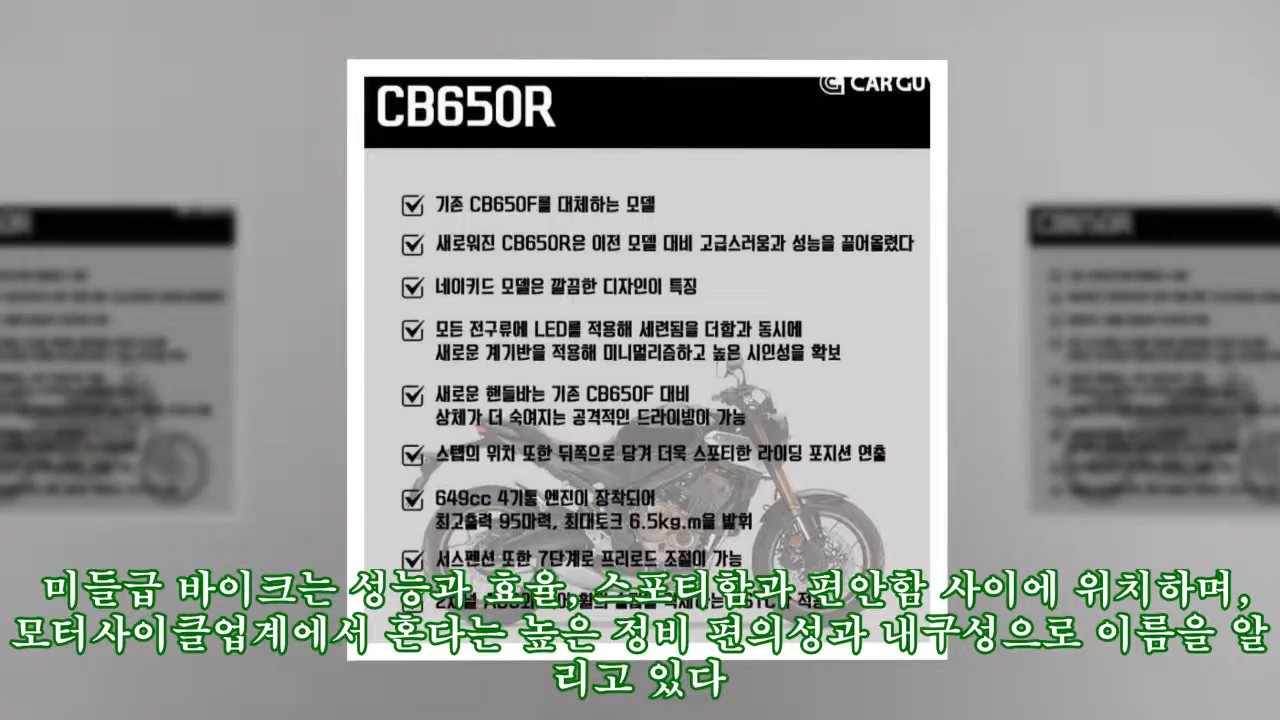 CAR GU
CB650R
기존 CB650F를 대체하는 모델
새로워진 CB650R은 이전 모델 대비 고급스러움과 성능을 끌어올렸다
네이키드 모델은 깔끔한 디자인이 특징
모든 전구류에 LED를 적용해 세련됨을 더함과 동시에
새로운 계기반을 적용해 미니멀리즘하고 높은 시인성을 확보
새로운 핸들바는 기존 CB650F 대비
상체가 더 숙여지는 공격적인 드라이빙이 가능
스텝의 위치 또한 뒤쪽으로 담겨 더욱 스포티한 라이딩 포지션 연출
649cc 4기통 엔진이 장착되어
최고출력 95마력, 최대토크 6.5kg.m을 발휘
서스펜션 또한 7단계로 프리로드 조절이 가능
미들급 바이크는 성능과 효율, 스포티함과 편안함 사이에 위치하며,
모터사이클업계에서 혼다는 높은 정비 편의성과 내구성으로 이름을 알
리고 있다